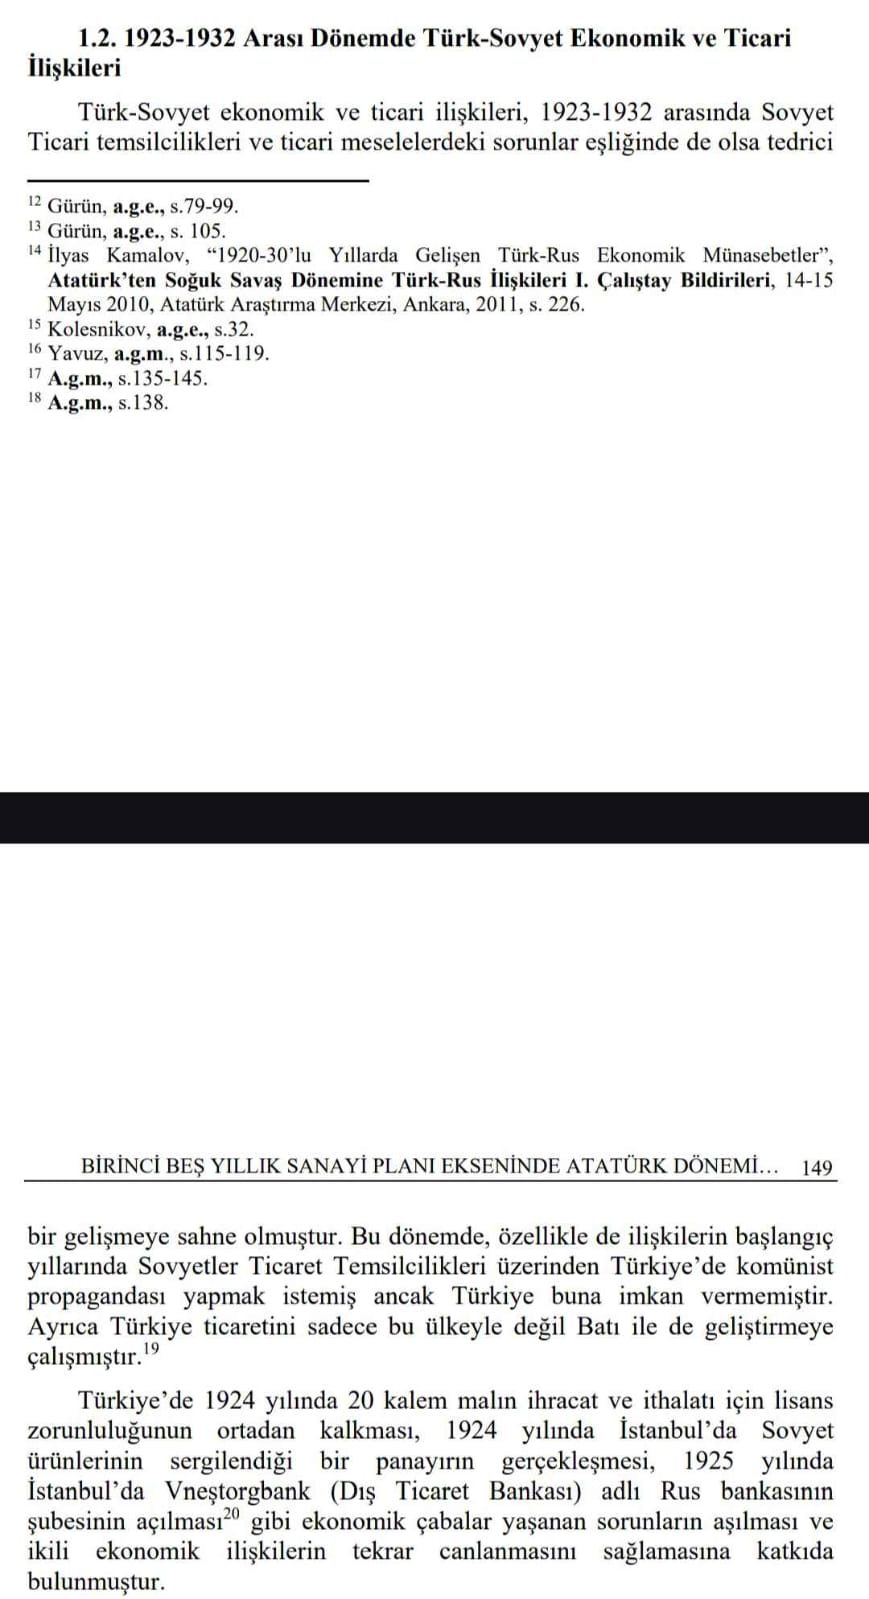 1.2. 1923-1932 Arası Dönemde Türk-Sovyet Ekonomik ve Ticari
İlişkileri
Türk-Sovyet ekonomik ve ticari ilişkileri, 1923-1932 arasında Sovyet
Ticari temsilcilikleri ve ticari meselelerdeki sorunlar eşliğinde de olsa tedrici
12 Gürün, a.g.e., s.79-99.
13 Gürün, a.g.e., s. 105.
14 İlyas Kamalov, “1920-30’lu Yıllarda Gelişen Türk-Rus Ekonomik Münasebetler”,
Atatürk’ten Soğuk Savaş Dönemine Türk-Rus İlişkileri I. Çalıştay Bildirileri, 14-15
Mayıs 2010, Atatürk Araştırma Merkezi, Ankara, 2011, s. 226.
15 Kolesnikov, a.g.e., s.32.
16 Yavuz, a.g.m., s.115-119.
17 A.g.m., s.135-145.
18 A.g.m., s.138.
BİRİNCİ BEŞ YILLIK SANAYİ PLANI EKSENİNDE ATATÜRK DÖNEMİ… 149
bir gelişmeye sahne olmuştur. Bu dönemde, özellikle de ilişkilerin başlangıç
yıllarında Sovyetler Ticaret Temsilcilikleri üzerinden Türkiye’de komünist
propagandası yapmak istemiş ancak Türkiye buna imkan vermemiştir.
Ayrıca Türkiye ticaretini sadece bu ülkeyle değil Batı ile de geliştirmeye
çalışmıştır.19
Türkiye’de 1924 yılında 20 kalem malın ihracat ve ithalatı için lisans
zorunluluğunun ortadan kalkması, 1924 yılında İstanbul’da Sovyet
ürünlerinin sergilendiği bir panayırın gerçekleşmesi, 1925 yılında
İstanbul’da Vneştorgbank (Dış Ticaret Bankası) adlı Rus bankasının
şubesinin açılması20 gibi ekonomik çabalar yaşanan sorunların aşılması ve
ikili ekonomik ilişkilerin tekrar canlanmasını sağlamasına katkıda
bulunmuştur.